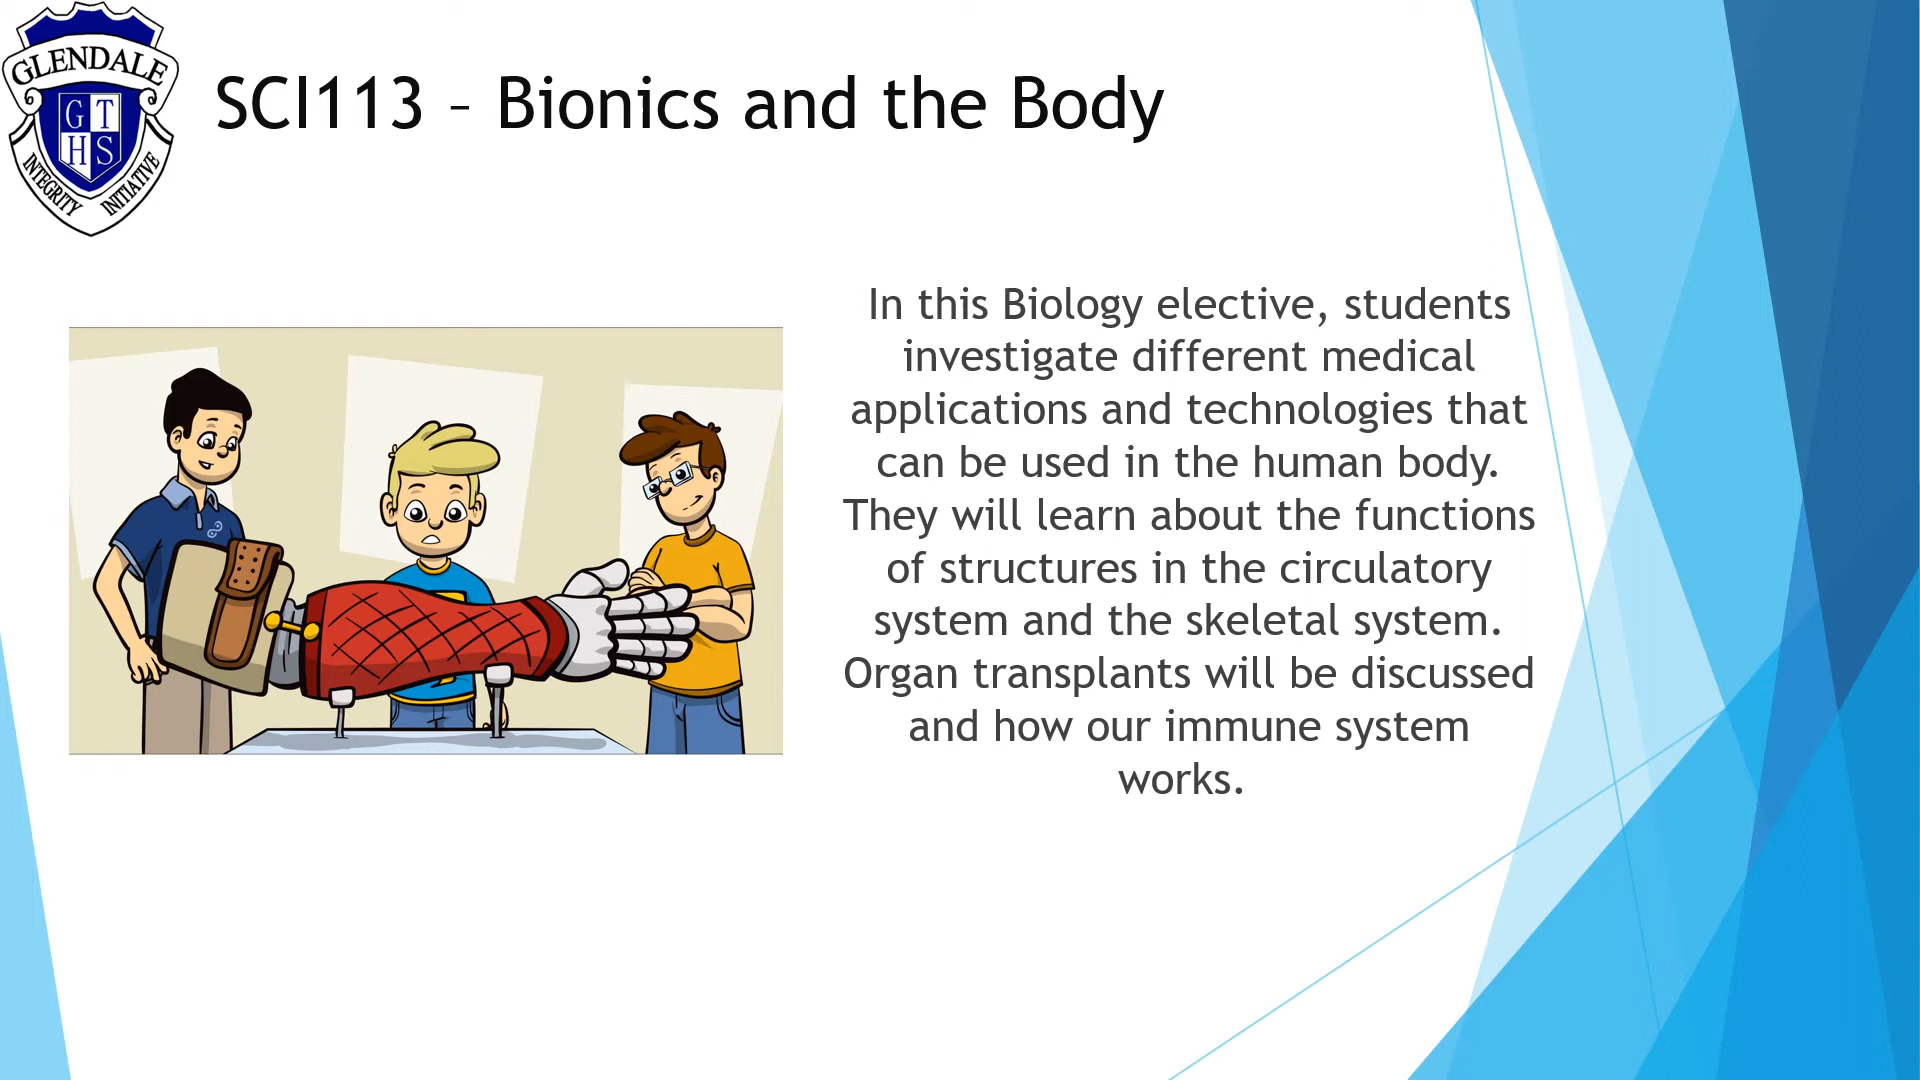 GLENDALE
G T
H S
INTEGRITY INITIATIVE
SCI113 – Bionics and the Body
In this Biology elective, students
investigate different medical
applications and technologies that
can be used in the human body.
They will learn about the functions
of structures in the circulatory
system and the skeletal system.
Organ transplants will be discussed
and how our immune system
works.